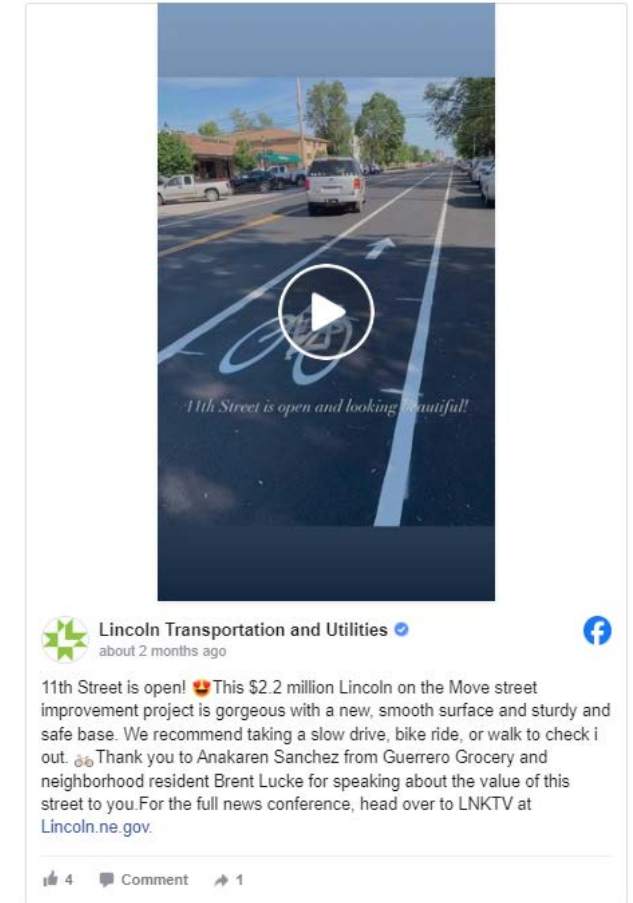 11th Street is open and looking beautiful!
Lincoln Transportation and Utilities
about 2 months ago
11th Street is open! 😍This $2.2 million Lincoln on the Move street
improvement project is gorgeous with a new, smooth surface and sturdy and
safe base. We recommend taking a slow drive, bike ride, or walk to check i
out. 🚲Thank you to Anakaren Sanchez from Guerrero Grocery and
neighborhood resident Brent Lucke for speaking about the value of this
street to you.For the full news conference, head over to LNKTV at
Lincoln.ne.gov.
4 Comment 1